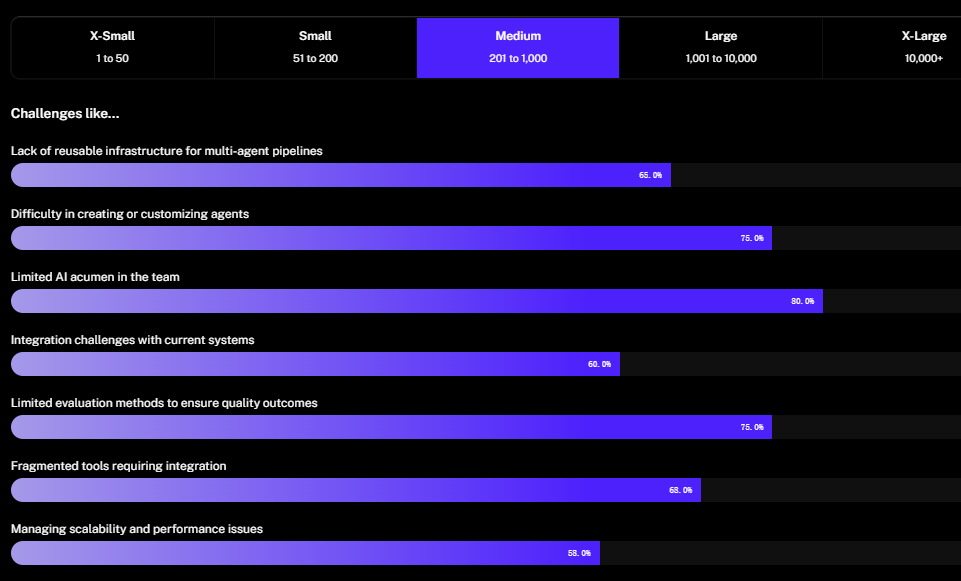 X-Small
1 to 50
Small
51 to 200
Medium
201 to 1,000
Large
1,001 to 10,000
X-Large
10,000+
Challenges like...
Lack of reusable infrastructure for multi-agent pipelines
65.0%
Difficulty in creating or customizing agents
75.0%
Limited AI acumen in the team
80.0%
Integration challenges with current systems
60.0%
Limited evaluation methods to ensure quality outcomes
75.0%
Fragmented tools requiring integration
68.0%
Managing scalability and performance issues
58.0%